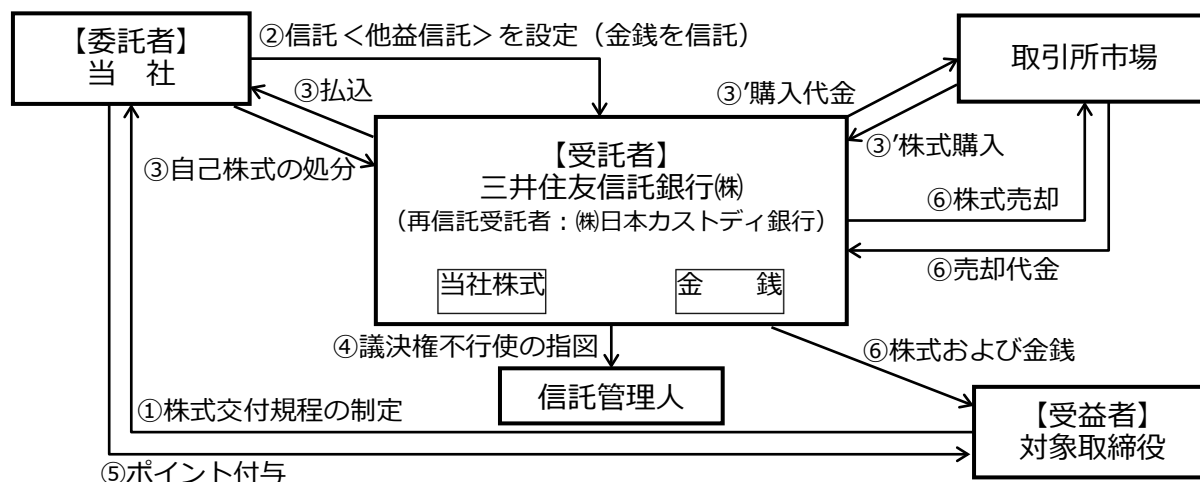 【委託者】
当　社
②信託<他益信託>を設定（金銭を信託）
取引所市場
③払込
③'購入代金
③自己株式の処分
③'株式購入
【受託者】
三井住友信託銀行㈱
（再信託受託者：㈱日本カストディ銀行）
⑥株式売却
⑥売却代金
当社株式
金　　銭
④議決権不行使の指図
⑥株式および金銭
信託管理人
①株式交付規程の制定
【受益者】
対象取締役
⑤ポイント付与